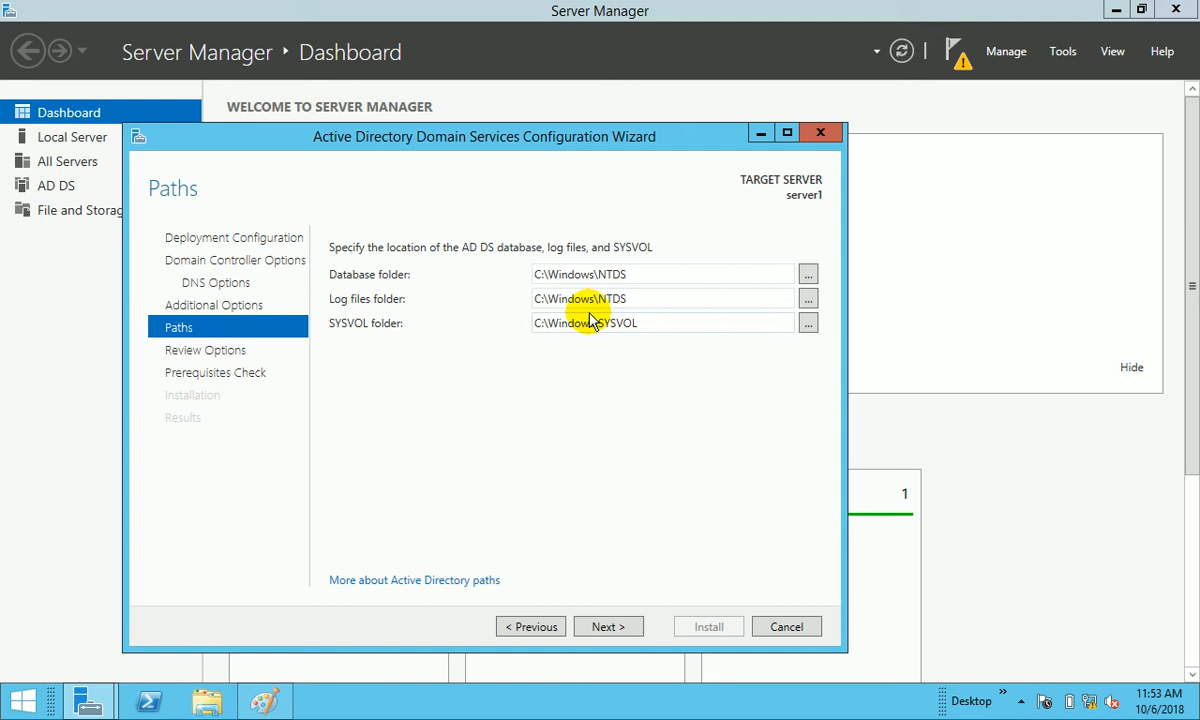 Server Manager
Server Manager ‣ Dashboard
Manage
Tools
View
Help
Dashboard
Local Server
All Servers
AD DS
File and Storag
WELCOME TO SERVER MANAGER
Active Directory Domain Services Configuration Wizard
Paths
TARGET SERVER
server1
Deployment Configuration
Domain Controller Options
DNS Options
Additional Options
Paths
Review Options
Prerequisites Check
Installation
Results
Specify the location of the AD DS database, log files, and SYSVOL
Database folder: C:\Windows\NTDS ...
Log files folder: C:\Windows\NTDS ...
SYSVOL folder: C:\Windows\SYSVOL ...
More about Active Directory paths
< Previous
Next >
Install
Cancel
Hide
1
Desktop
11:53 AM
10/6/2018